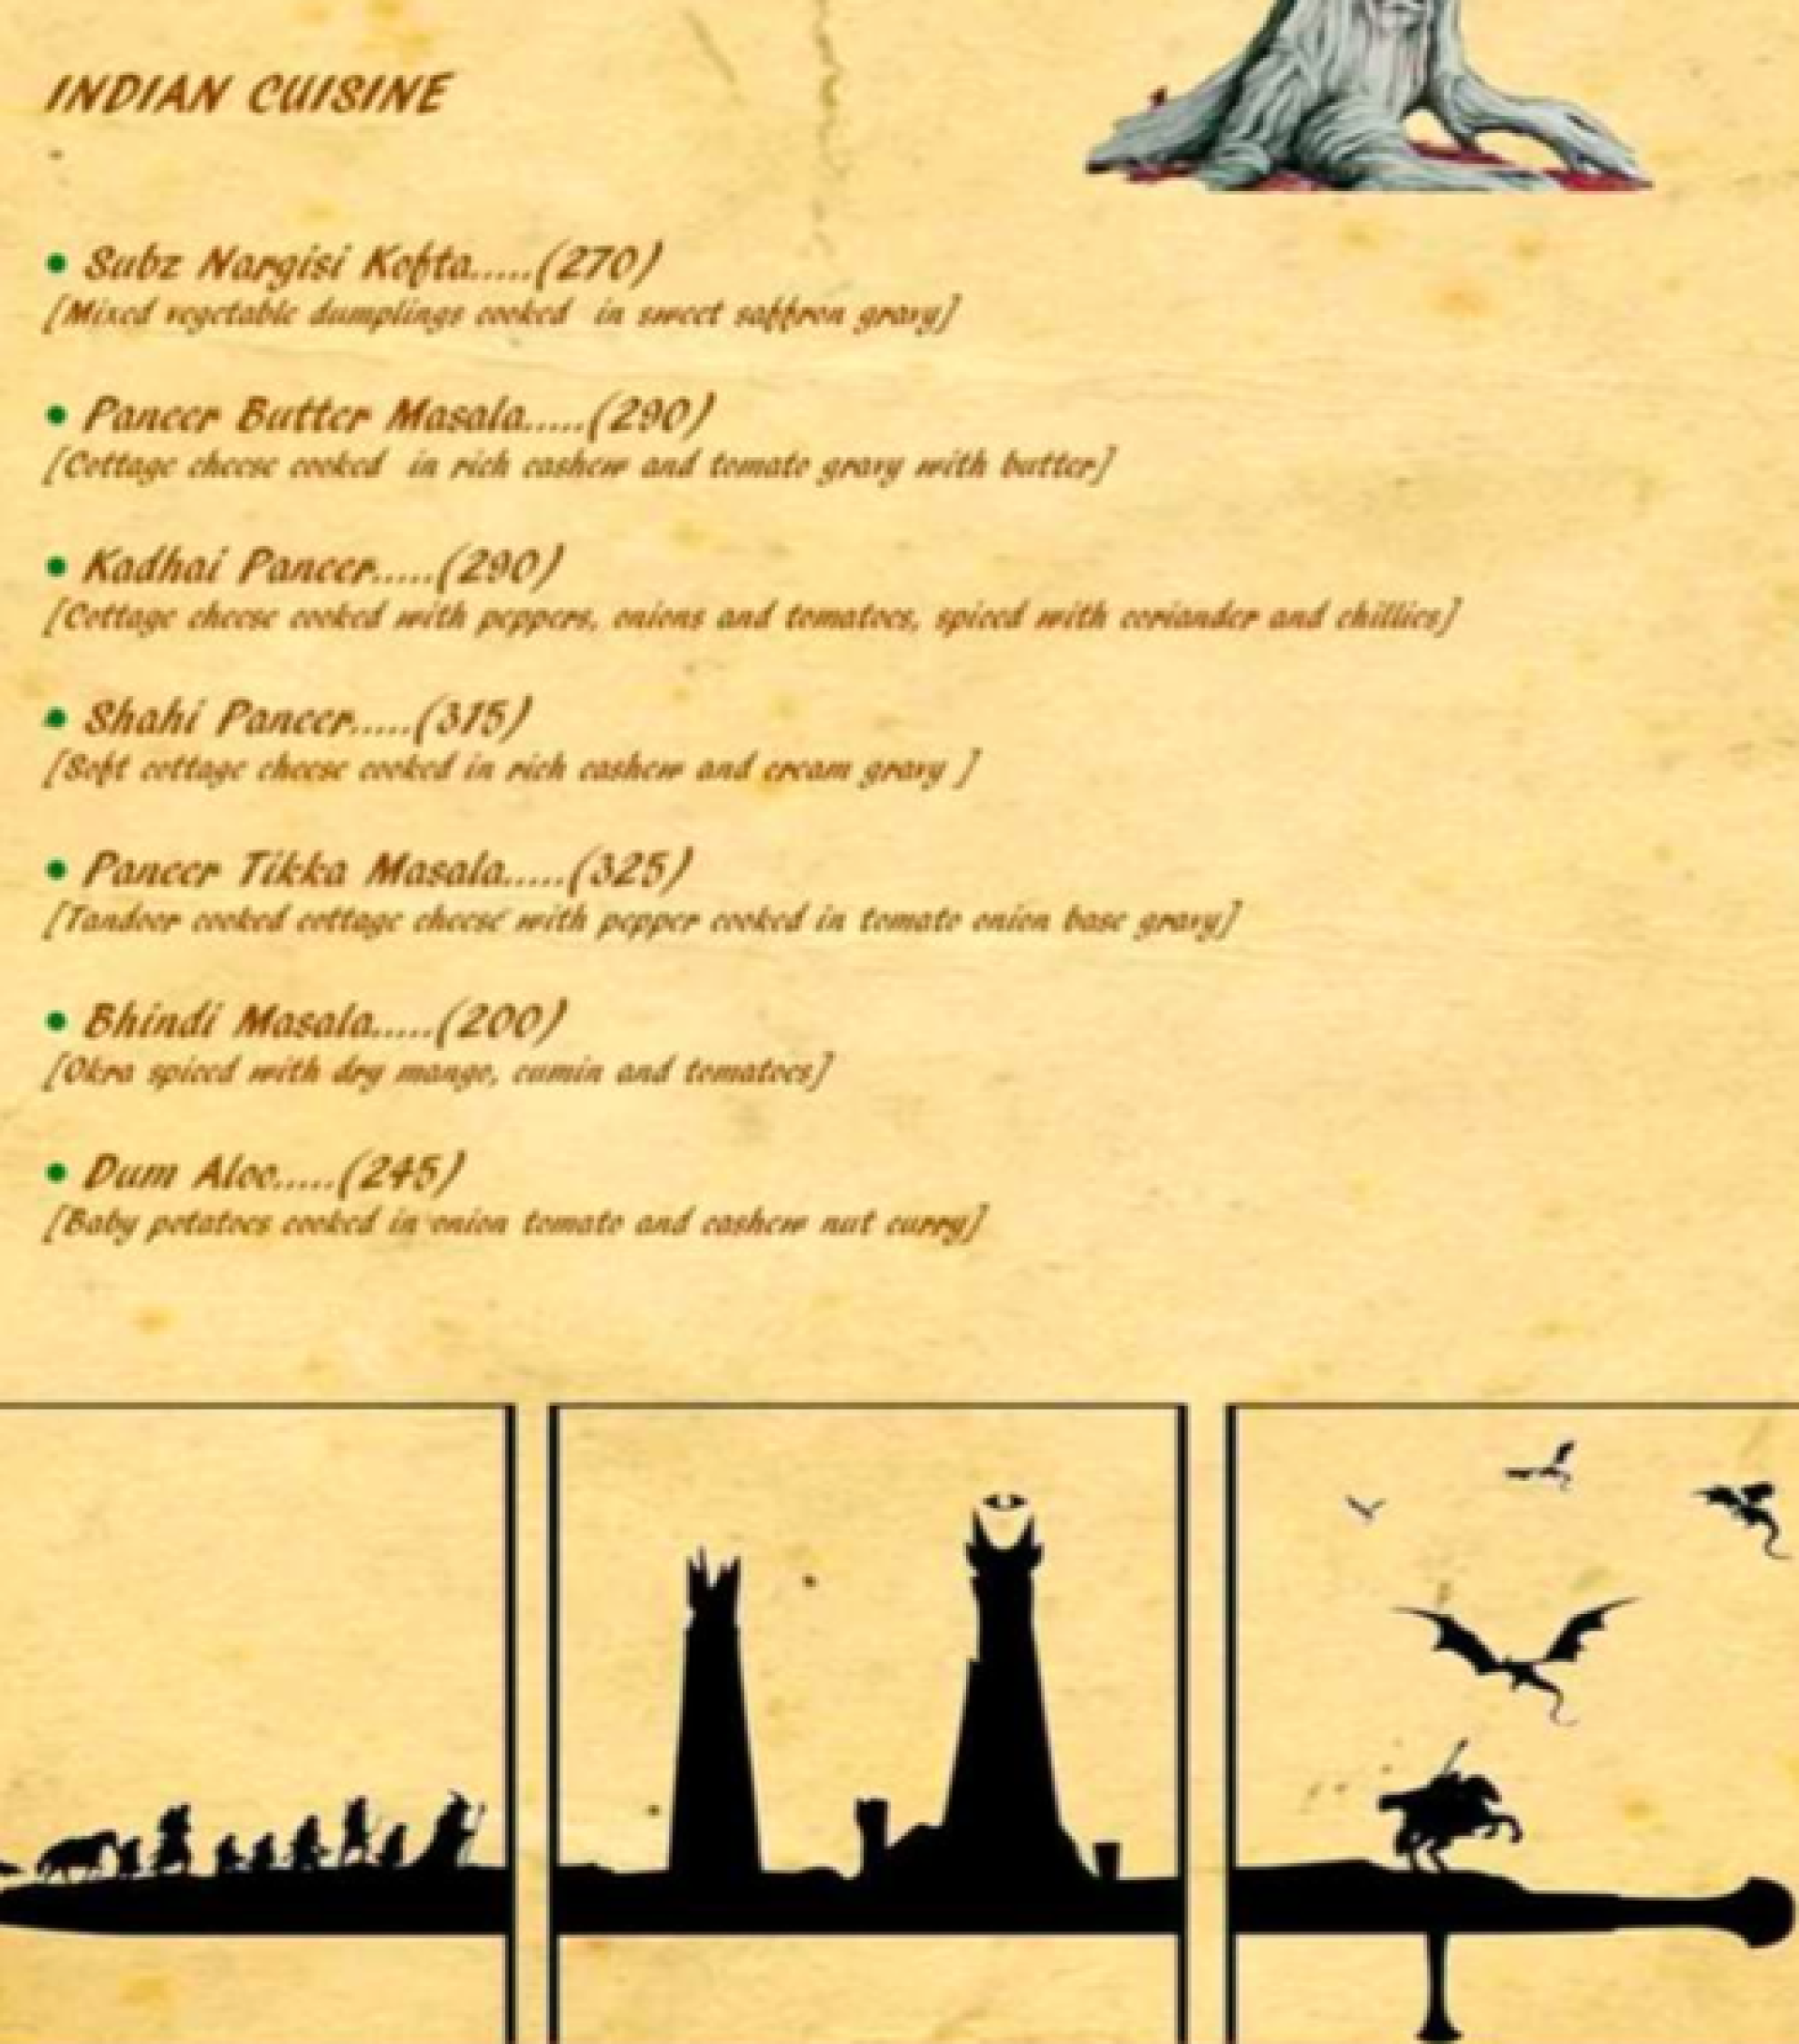 INDIAN CUISINE
Subz Nargisi Kofta.....(270)
[Mixed vegetable dumplings cooked in sweet saffron gravy]
Paneer Butter Masala.....(290)
[Cottage cheese cooked in rich cashew and tomato gravy with butter]
Kadhai Paneer.....(290)
[Cottage cheese cooked with peppers, onions and tomatoes, spiced with coriander and chillies]
Shahi Paneer.....(315)
[Soft cottage cheese cooked in rich cashew and cream gravy ]
Paneer Tikka Masala.....(325)
[Tandoor cooked cottage cheese with pepper cooked in tomato onion base gravy]
Bhindi Masala.....(200)
[Okra spiced with dry mango, cumin and tomatoes]
Dum Aloo.....(245)
[Baby potatoes cooked in onion tomato and cashew nut curry]